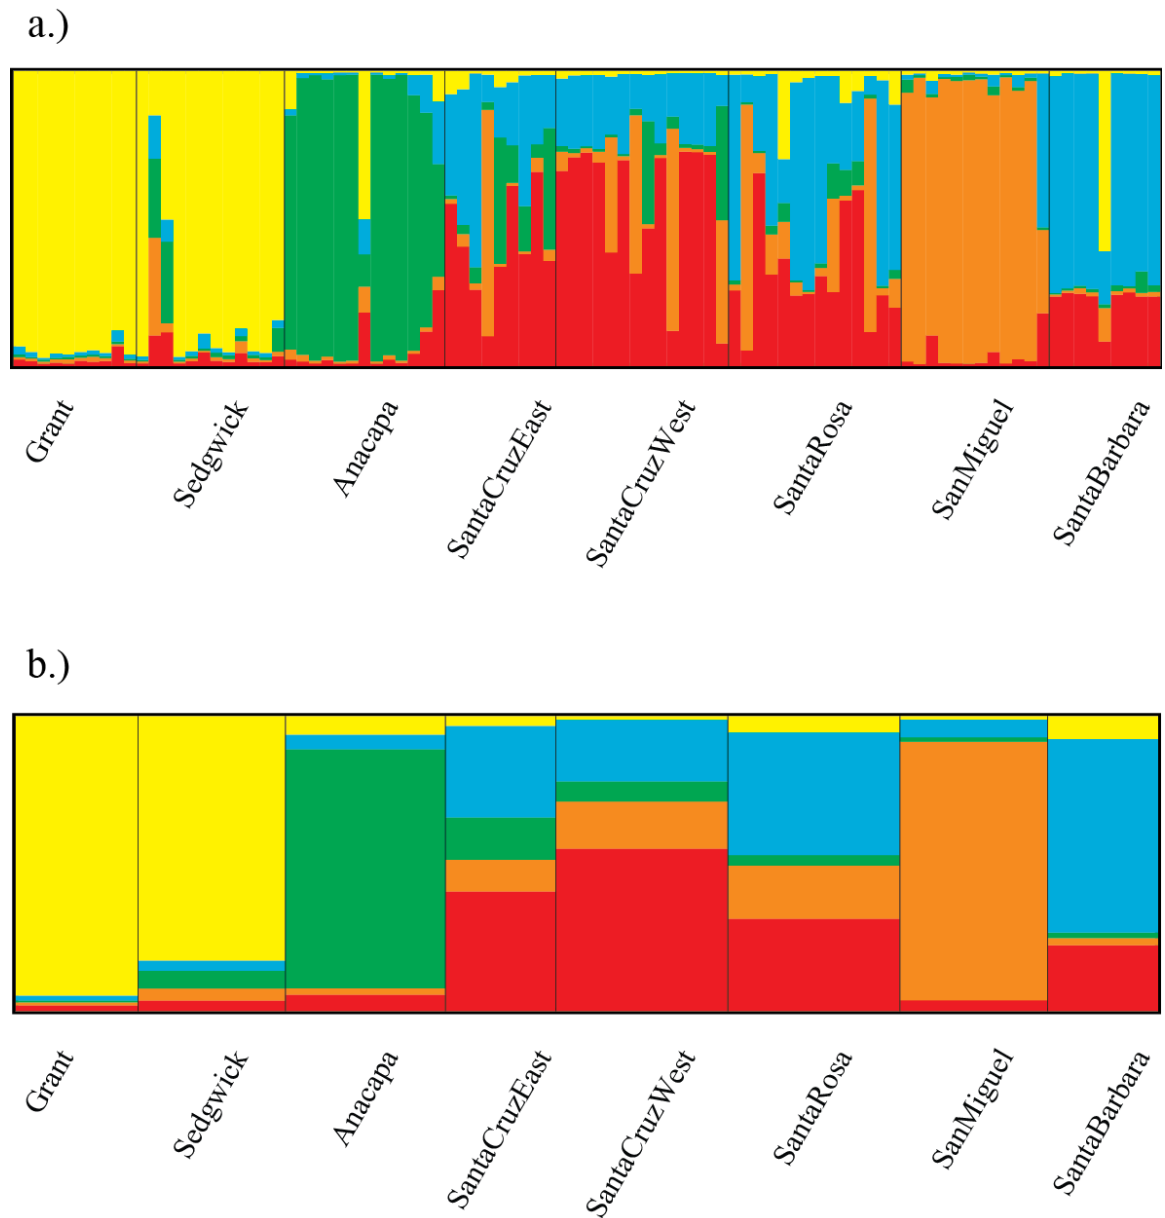 a.)
Grant
Sedgwick
Anacapa
SantaCruzEast
SantaCruzWest
SantaRosa
SanMiguel
SantaBarbara
b.)
Grant
Sedgwick
Anacapa
SantaCruzEast
SantaCruzWest
SantaRosa
SanMiguel
SantaBarbara